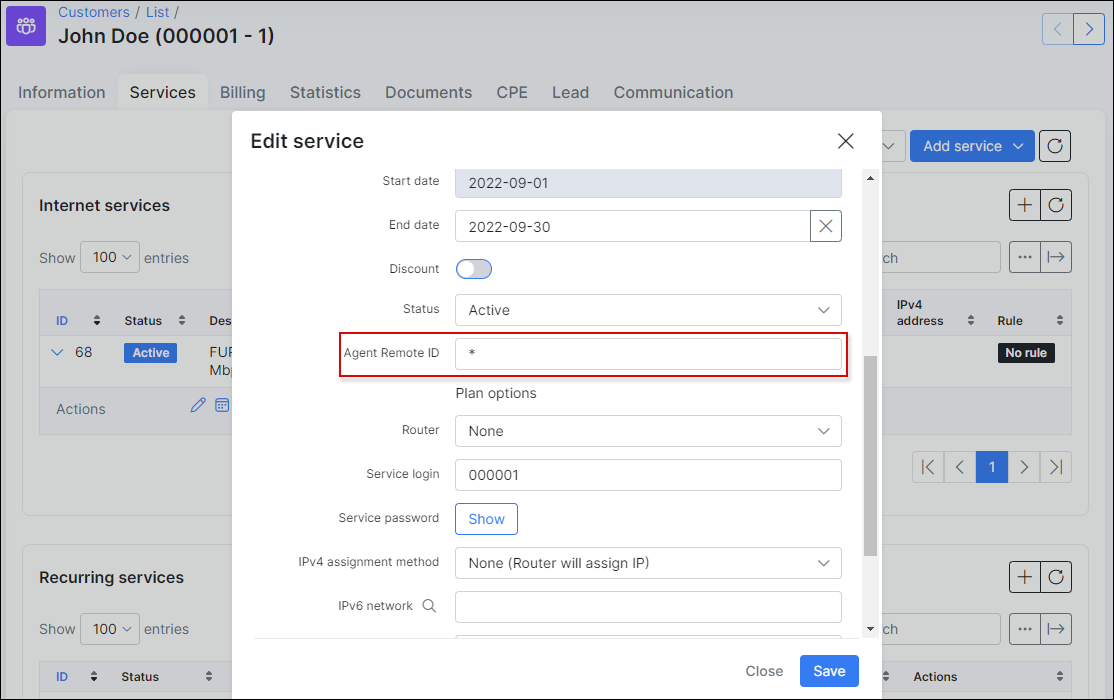 Customers / List /
John Doe (000001 - 1)
Information Services Billing Statistics Documents CPE Lead Communication
Edit service
Add service
Start date 2022-09-01
Internet services
End date 2022-09-30
Show 100 entries
ch
Discount
Status Active
ID Status Des
IPv4 address Rule
Agent Remote ID *
68 Active FUP
Mbp
No rule
Plan options
Actions
Router None
1
Service login 000001
Service password Show
IPv4 assignment method None (Router will assign IP)
Recurring services
IPv6 network
Show 100 entries
ch
Close Save
ID Status
Actions